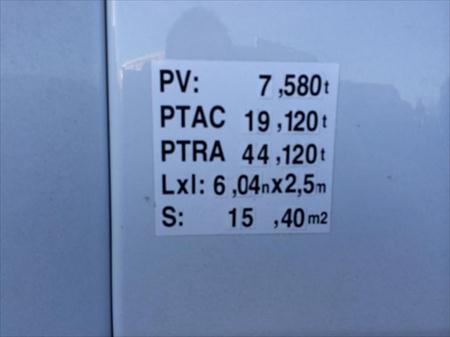 PV: 7,580t
PTAC 19,120t
PTRA 44,120t
Lxl: 6,04mx2,5m
S: 15,40m2